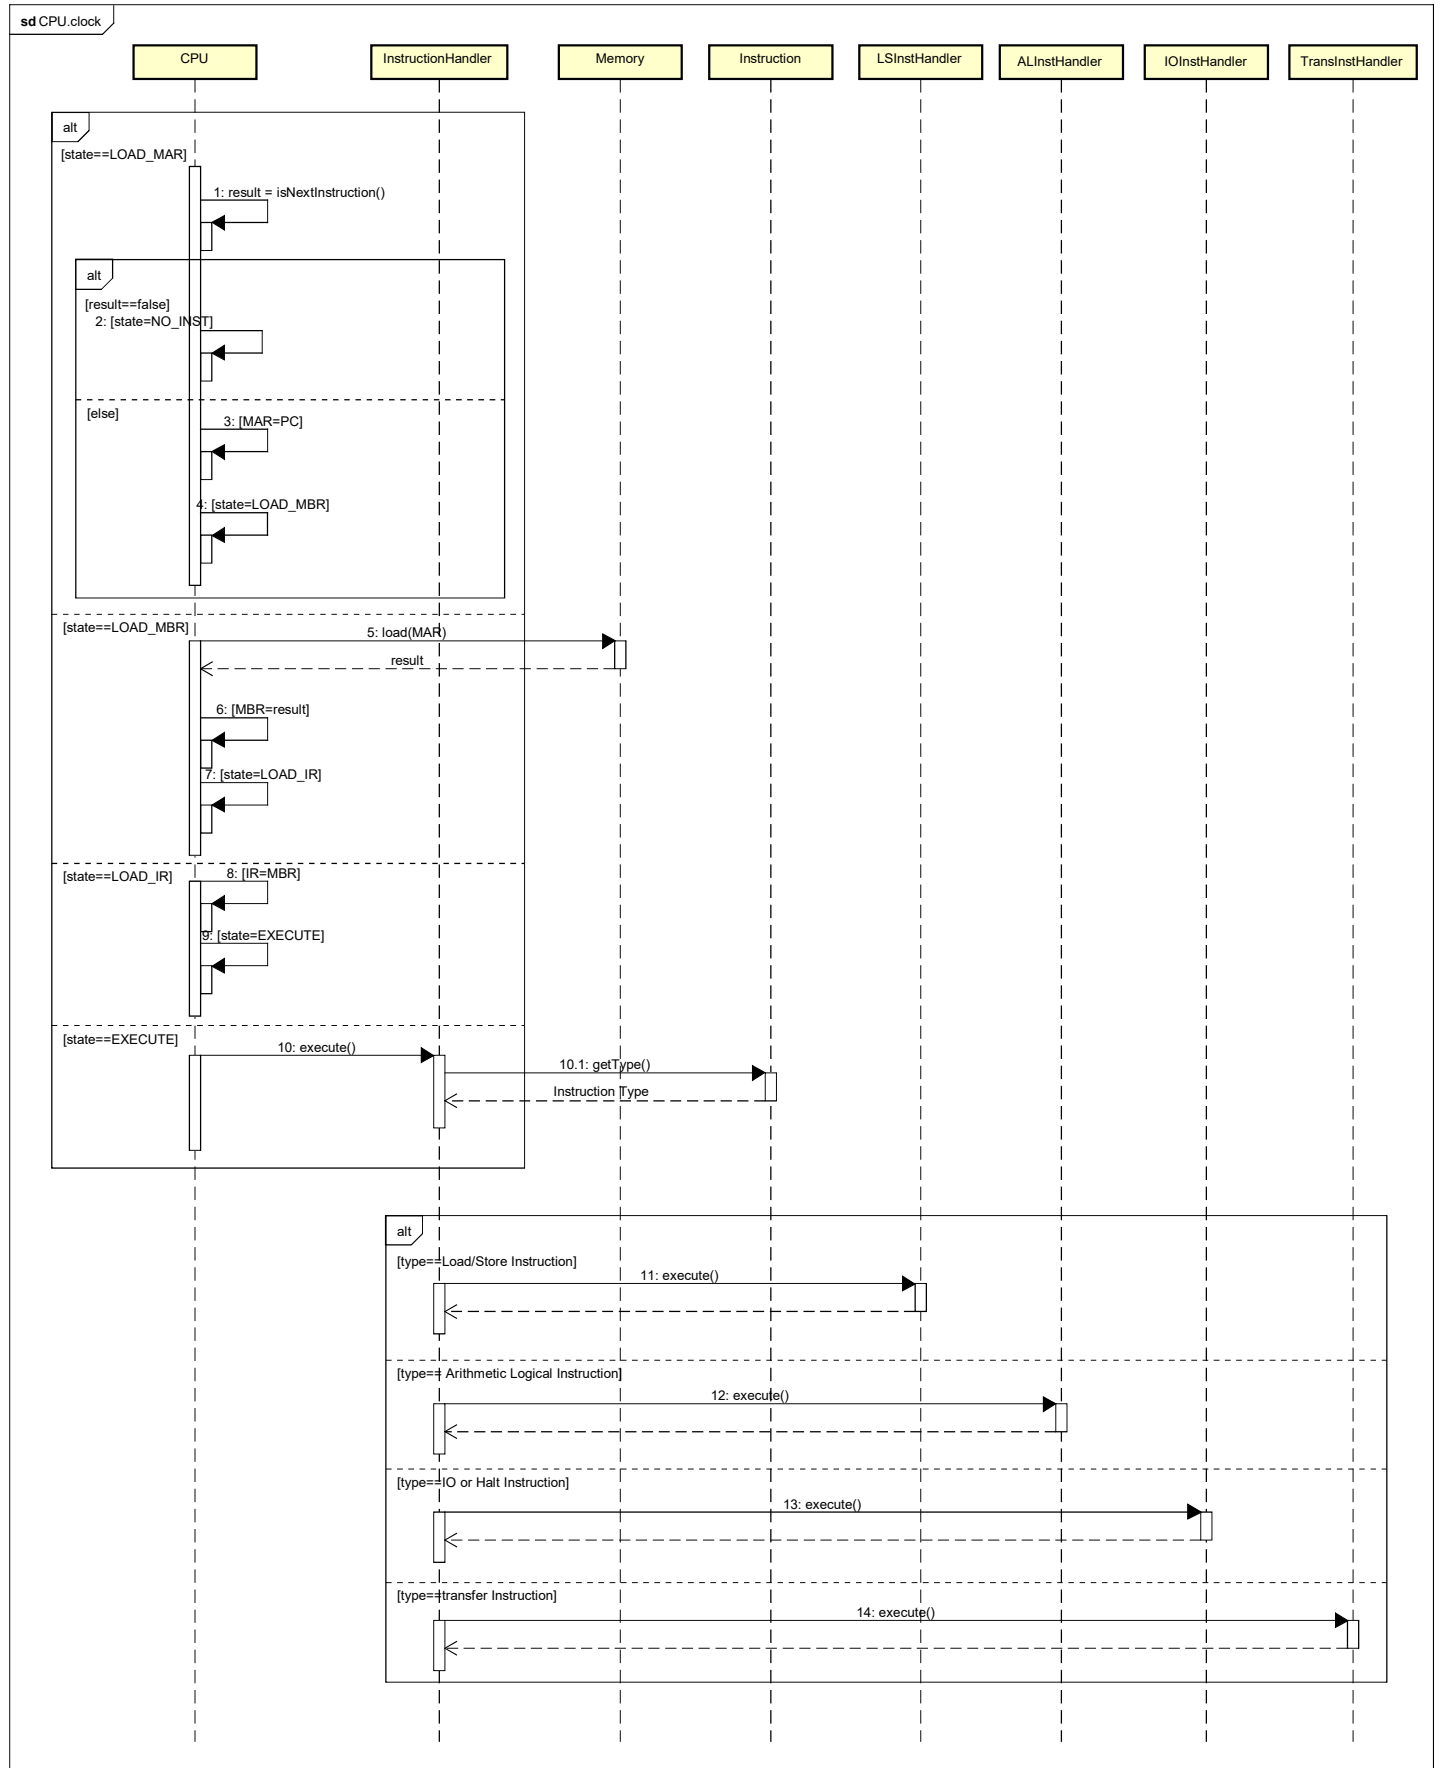 sd CPU.clock
CPU
InstructionHandler
Memory
Instruction
LSInstHandler
ALInstHandler
IOInstHandler
TransInstHandler
alt
[state==LOAD_MAR]
1: result = isNextInstruction()
alt
[result==false]
2: [state=NO_INST]
[else]
3: [MAR=PC]
4: [state=LOAD_MBR]
[state==LOAD_MBR]
5: load(MAR)
result
6: [MBR=result]
7: [state=LOAD_IR]
[state==LOAD_IR]
8: [IR=MBR]
9: [state=EXECUTE]
[state==EXECUTE]
10: execute()
10.1: getType()
Instruction Type
alt
[type==Load/Store Instruction]
11: execute()
[type== Arithmetic Logical Instruction]
12: execute()
[type==IO or Halt Instruction]
13: execute()
[type==transfer Instruction]
14: execute()